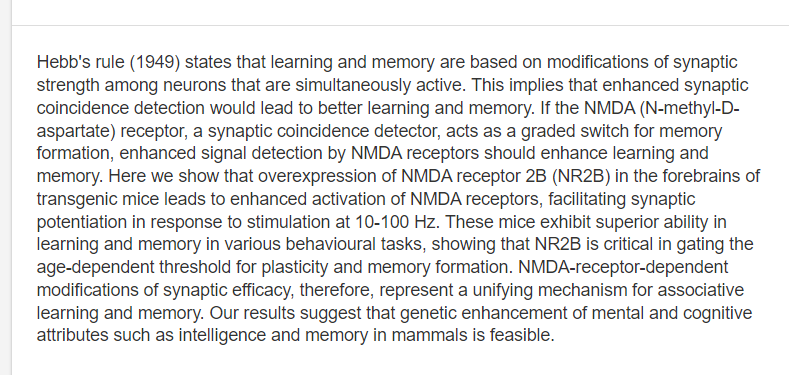 Hebb's rule (1949) states that learning and memory are based on modifications of synaptic
strength among neurons that are simultaneously active. This implies that enhanced synaptic
coincidence detection would lead to better learning and memory. If the NMDA (N-methyl-D-
aspartate) receptor, a synaptic coincidence detector, acts as a graded switch for memory
formation, enhanced signal detection by NMDA receptors should enhance learning and
memory. Here we show that overexpression of NMDA receptor 2B (NR2B) in the forebrains of
transgenic mice leads to enhanced activation of NMDA receptors, facilitating synaptic
potentiation in response to stimulation at 10-100 Hz. These mice exhibit superior ability in
learning and memory in various behavioural tasks, showing that NR2B is critical in gating the
age-dependent threshold for plasticity and memory formation. NMDA-receptor-dependent
modifications of synaptic efficacy, therefore, represent a unifying mechanism for associative
learning and memory. Our results suggest that genetic enhancement of mental and cognitive
attributes such as intelligence and memory in mammals is feasible.